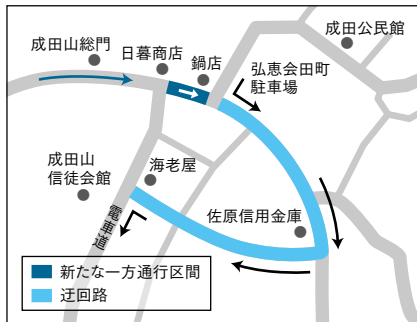 成田公民館
成田山総門
日暮商店
鍋店
弘恵会田町
駐車場
成田山
信徒会館
海老屋
電車道
佐原信用金庫
新たな一方通行区間
迂回路